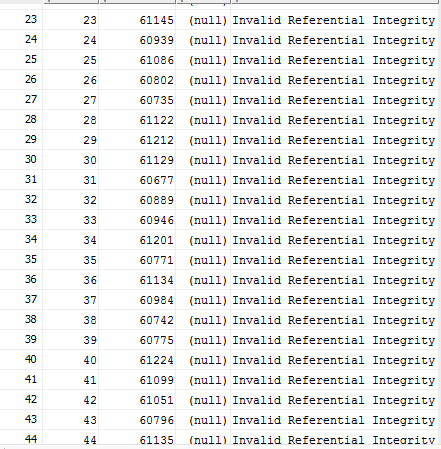 23 23 61145 (null) Invalid Referential Integrity
24 24 60939 (null) Invalid Referential Integrity
25 25 61086 (null) Invalid Referential Integrity
26 26 60802 (null) Invalid Referential Integrity
27 27 60735 (null) Invalid Referential Integrity
28 28 61122 (null) Invalid Referential Integrity
29 29 61212 (null) Invalid Referential Integrity
30 30 61129 (null) Invalid Referential Integrity
31 31 60677 (null) Invalid Referential Integrity
32 32 60889 (null) Invalid Referential Integrity
33 33 60946 (null) Invalid Referential Integrity
34 34 61201 (null) Invalid Referential Integrity
35 35 60771 (null) Invalid Referential Integrity
36 36 61134 (null) Invalid Referential Integrity
37 37 60984 (null) Invalid Referential Integrity
38 38 60742 (null) Invalid Referential Integrity
39 39 60775 (null) Invalid Referential Integrity
40 40 61224 (null) Invalid Referential Integrity
41 41 61099 (null) Invalid Referential Integrity
42 42 61051 (null) Invalid Referential Integrity
43 43 60796 (null) Invalid Referential Integrity
44 44 61135 (null) Invalid Referential Integrity